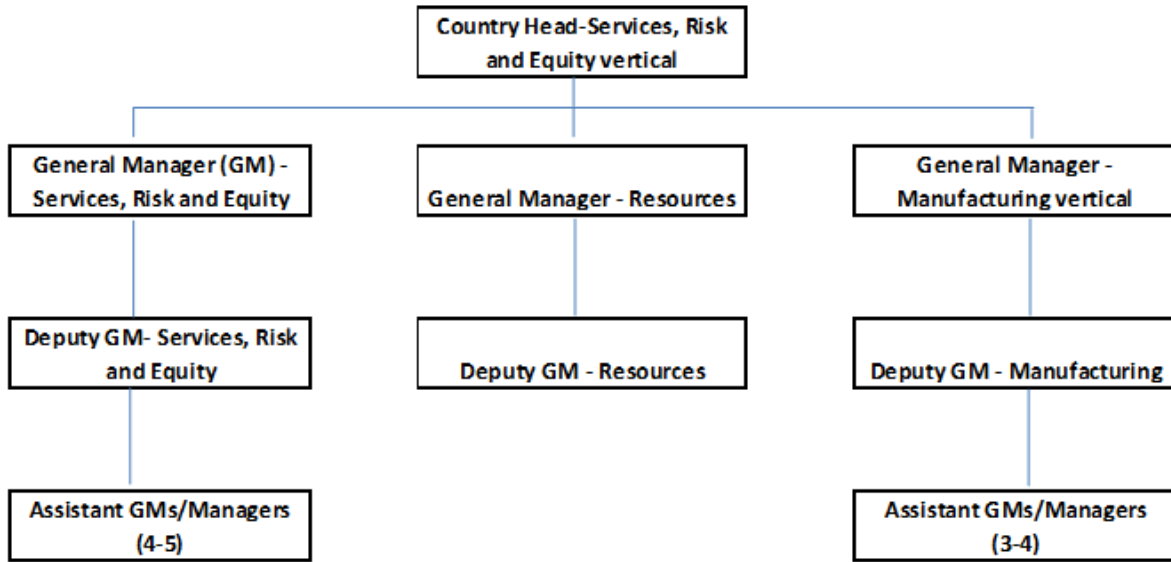 Country Head-Services, Risk
and Equity vertical
General Manager (GM) -
Services, Risk and Equity
General Manager - Resources
General Manager -
Manufacturing vertical
Deputy GM- Services, Risk
and Equity
Deputy GM - Resources
Deputy GM - Manufacturing
Assistant GMs/Managers
(4-5)
Assistant GMs/Managers
(3-4)